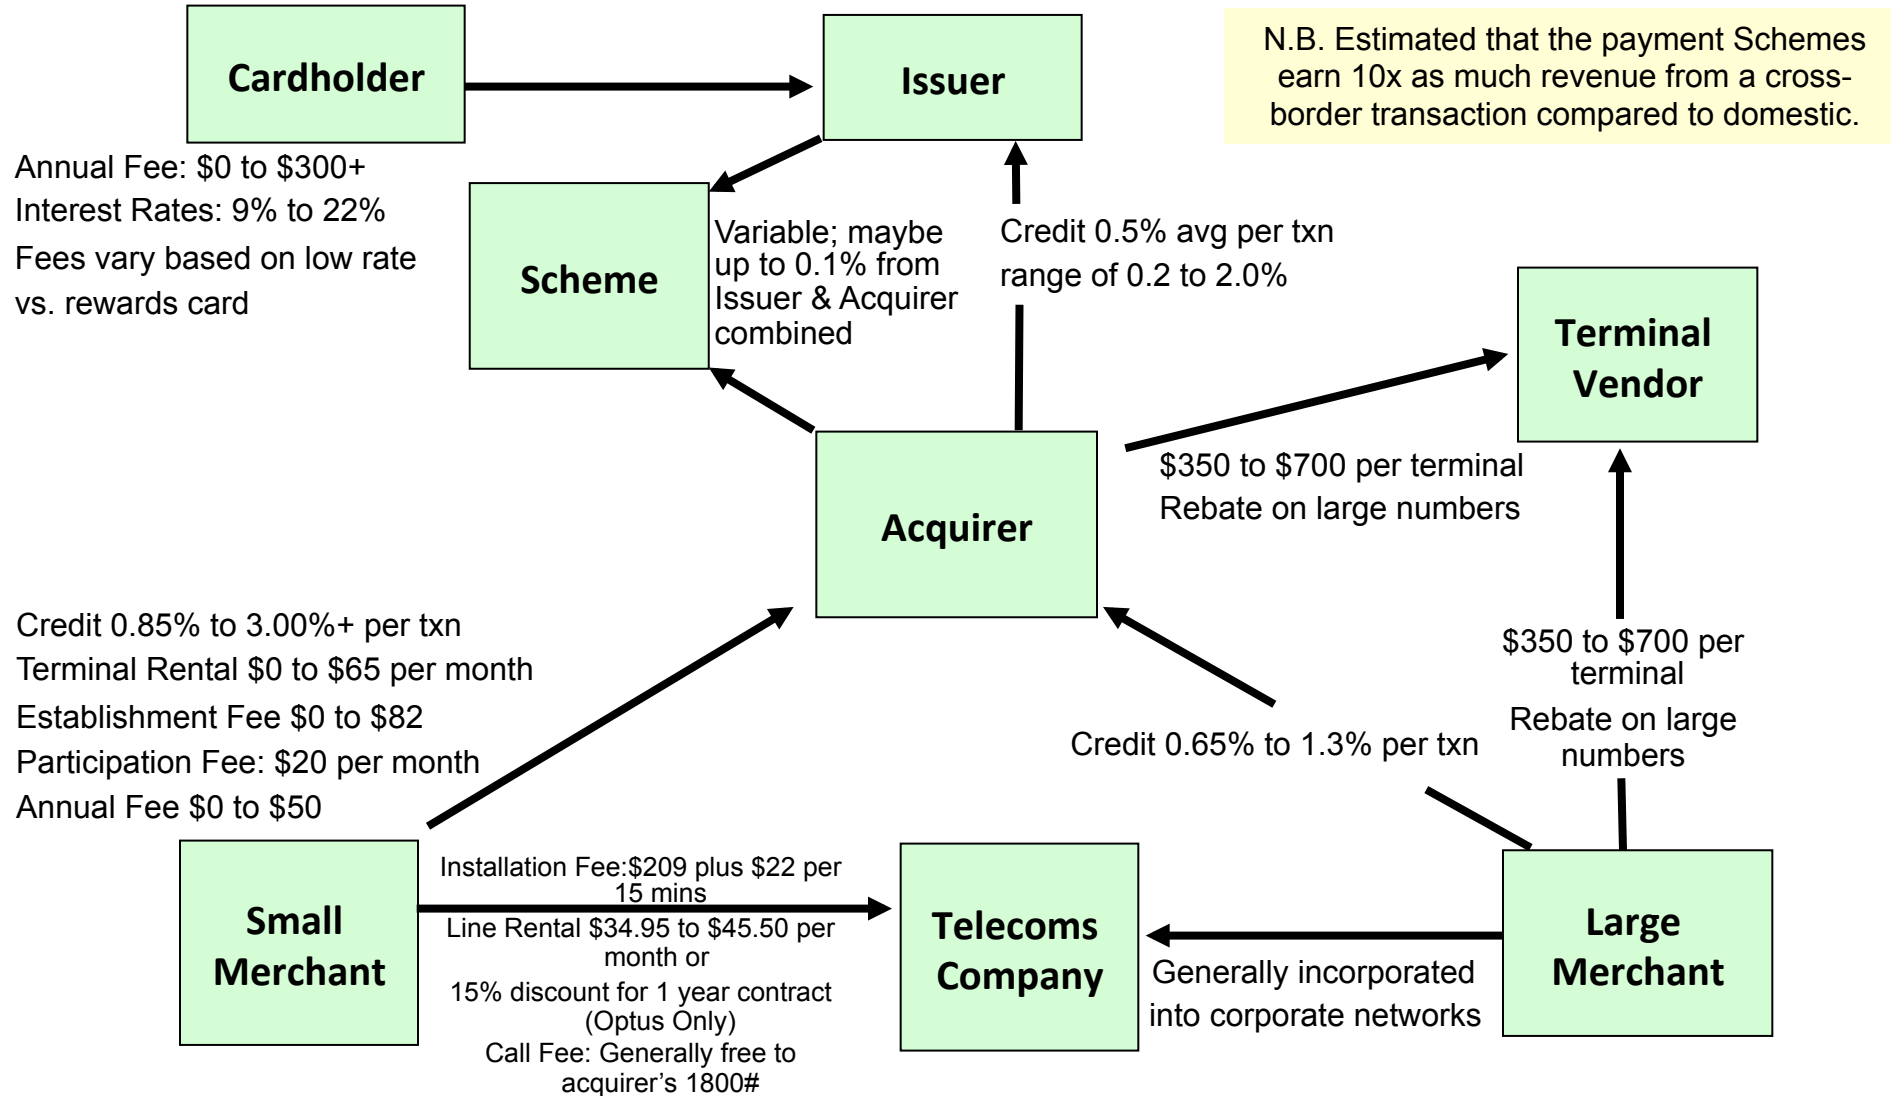 Cardholder
Issuer
N.B. Estimated that the payment Schemes
earn 10x as much revenue from a cross-
border transaction compared to domestic.
Annual Fee: $0 to $300+
Interest Rates: 9% to 22%
Fees vary based on low rate
vs. rewards card
Scheme
Variable; maybe
up to 0.1% from
Issuer & Acquirer
combined
Credit 0.5% avg per txn
range of 0.2 to 2.0%
Terminal
Vendor
Acquirer
$350 to $700 per terminal
Rebate on large numbers
Credit 0.85% to 3.00%+ per txn
Terminal Rental $0 to $65 per month
Establishment Fee $0 to $82
Participation Fee: $20 per month
Annual Fee $0 to $50
Credit 0.65% to 1.3% per txn
$350 to $700 per
terminal
Rebate on large
numbers
Small
Merchant
Installation Fee:$209 plus $22 per
15 mins
Line Rental $34.95 to $45.50 per
month or
15% discount for 1 year contract
(Optus Only)
Call Fee: Generally free to
acquirer’s 1800#
Telecoms
Company
Generally incorporated
into corporate networks
Large
Merchant